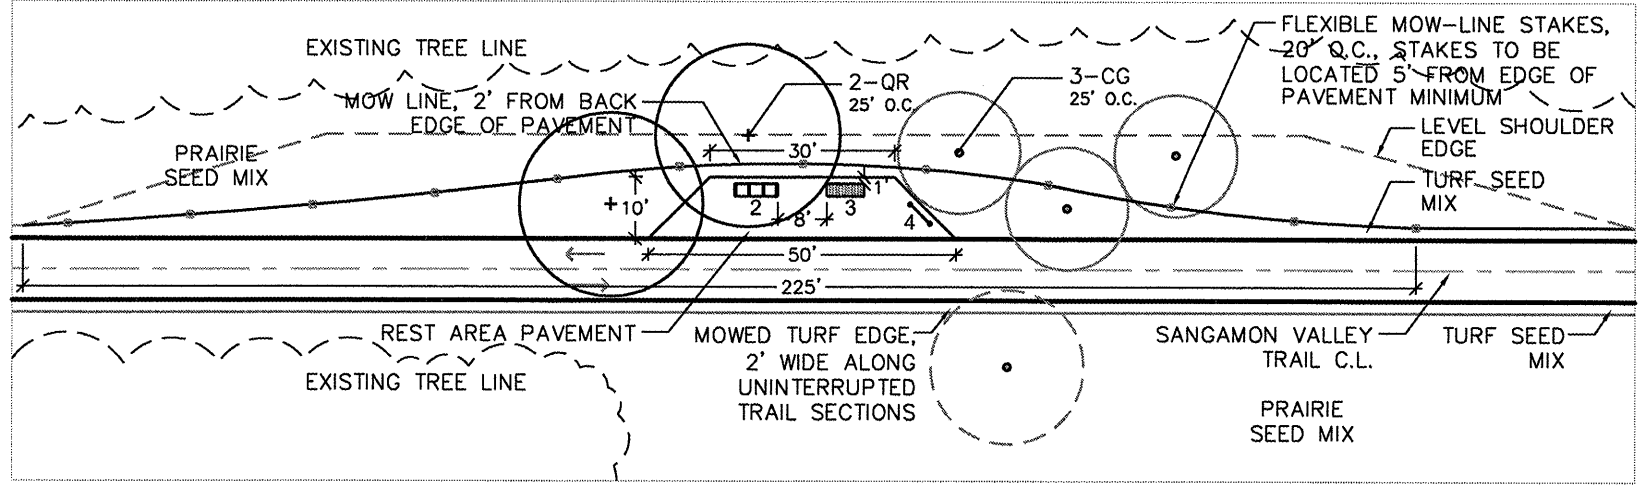 EXISTING TREE LINE
FLEXIBLE MOW-LINE STAKES,
20' O.C., STAKES TO BE
LOCATED 5' FROM EDGE OF
PAVEMENT MINIMUM
2-QR
25' O.C.
3-CG
25' O.C.
MOW LINE, 2' FROM BACK
EDGE OF PAVEMENT
LEVEL SHOULDER
EDGE
PRAIRIE
SEED MIX
30'
TURF SEED
MIX
1'
10'
2
8'
3
4
50'
225'
REST AREA PAVEMENT
MOWED TURF EDGE,
2' WIDE ALONG
UNINTERRUPTED
TRAIL SECTIONS
SANGAMON VALLEY
TRAIL C.L.
TURF SEED
MIX
EXISTING TREE LINE
PRAIRIE
SEED MIX